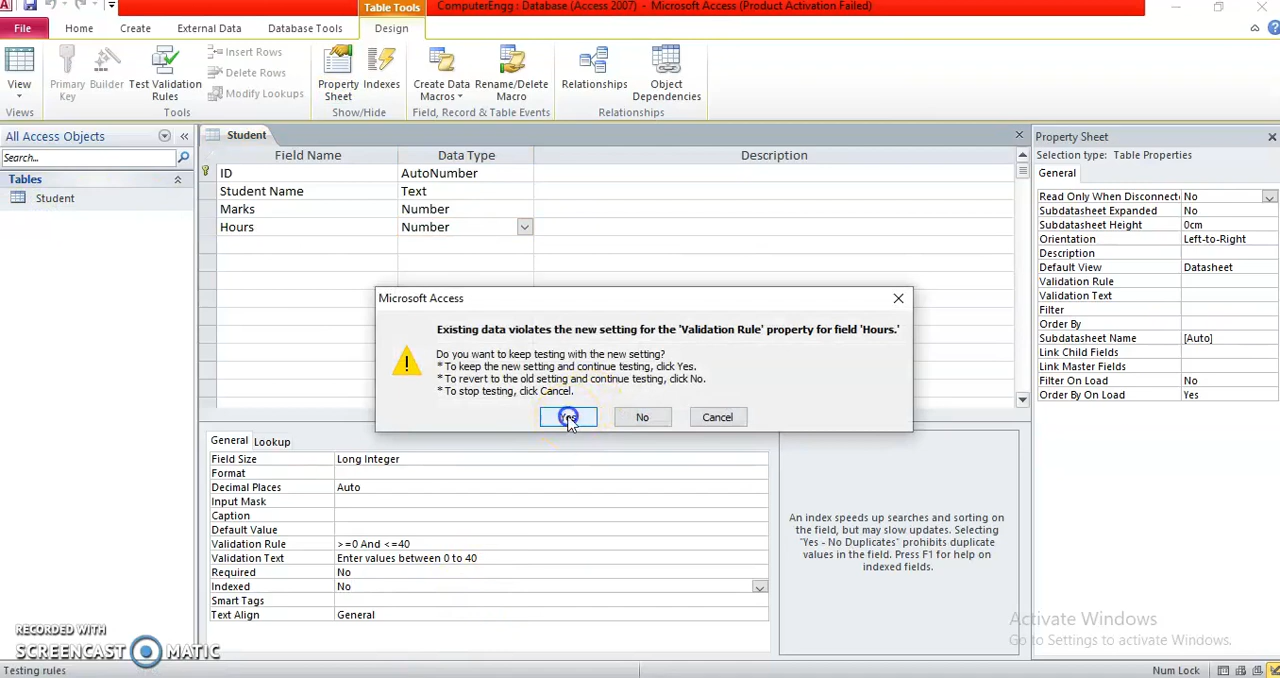 Table Tools
ComputerEngg : Database (Access 2007) - Microsoft Access (Product Activation Failed)
File Home Create External Data Database Tools Design
View
Primary Key
Builder
Test Validation Rules
Insert Rows
Delete Rows
Modify Lookups
Property Sheet
Indexes
Create Data Macros
Rename/Delete Macro
Relationships
Object Dependencies
Views Tools Show/Hide Field, Record & Table Events Relationships
All Access Objects
Search...
Tables
Student
Student
Field Name Data Type Description
ID AutoNumber
Student Name Text
Marks Number
Hours Number
Microsoft Access
Existing data violates the new setting for the 'Validation Rule' property for field 'Hours.'
Do you want to keep testing with the new setting?
* To keep the new setting and continue testing, click Yes.
* To revert to the old setting and continue testing, click No.
* To stop testing, click Cancel.
Yes No Cancel
General Lookup
Field Size Long Integer
Format
Decimal Places Auto
Input Mask
Caption
Default Value
Validation Rule >=0 And <=40
Validation Text Enter values between 0 to 40
Required No
Indexed No
Smart Tags
Text Align General
An index speeds up searches and sorting on
the field, but may slow updates. Selecting
"Yes - No Duplicates" prohibits duplicate
values in the field. Press F1 for help on
indexed fields.
Property Sheet
Selection type: Table Properties
General
Read Only When Disconnecte No
Subdatasheet Expanded No
Subdatasheet Height 0cm
Orientation Left-to-Right
Description
Default View Datasheet
Validation Rule
Validation Text
Filter
Order By
Subdatasheet Name [Auto]
Link Child Fields
Link Master Fields
Filter On Load No
Order By On Load Yes
Activate Windows
Go to Settings to activate Windows.
RECORDED WITH
SCREENCAST MATIC
Testing rules
Num Lock